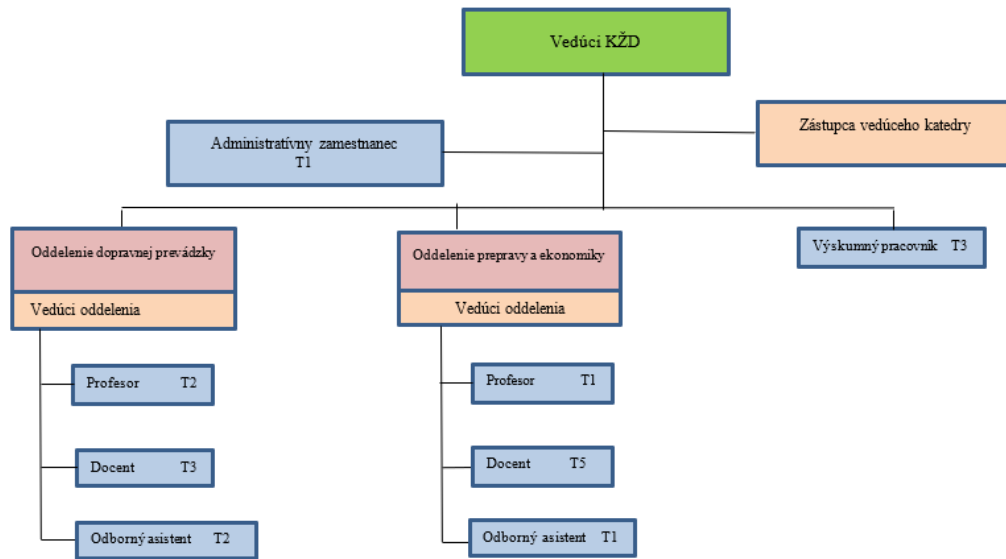 Vedúci KŽD
Zástupca vedúceho katedry
Administratívny zamestnanec
T1
Oddelenie dopravnej prevádzky
Vedúci oddelenia
Profesor T2
Docent T3
Odborný asistent T2
Oddelenie prepravy a ekonomiky
Vedúci oddelenia
Profesor T1
Docent T5
Odborný asistent T1
Výskumný pracovník T3